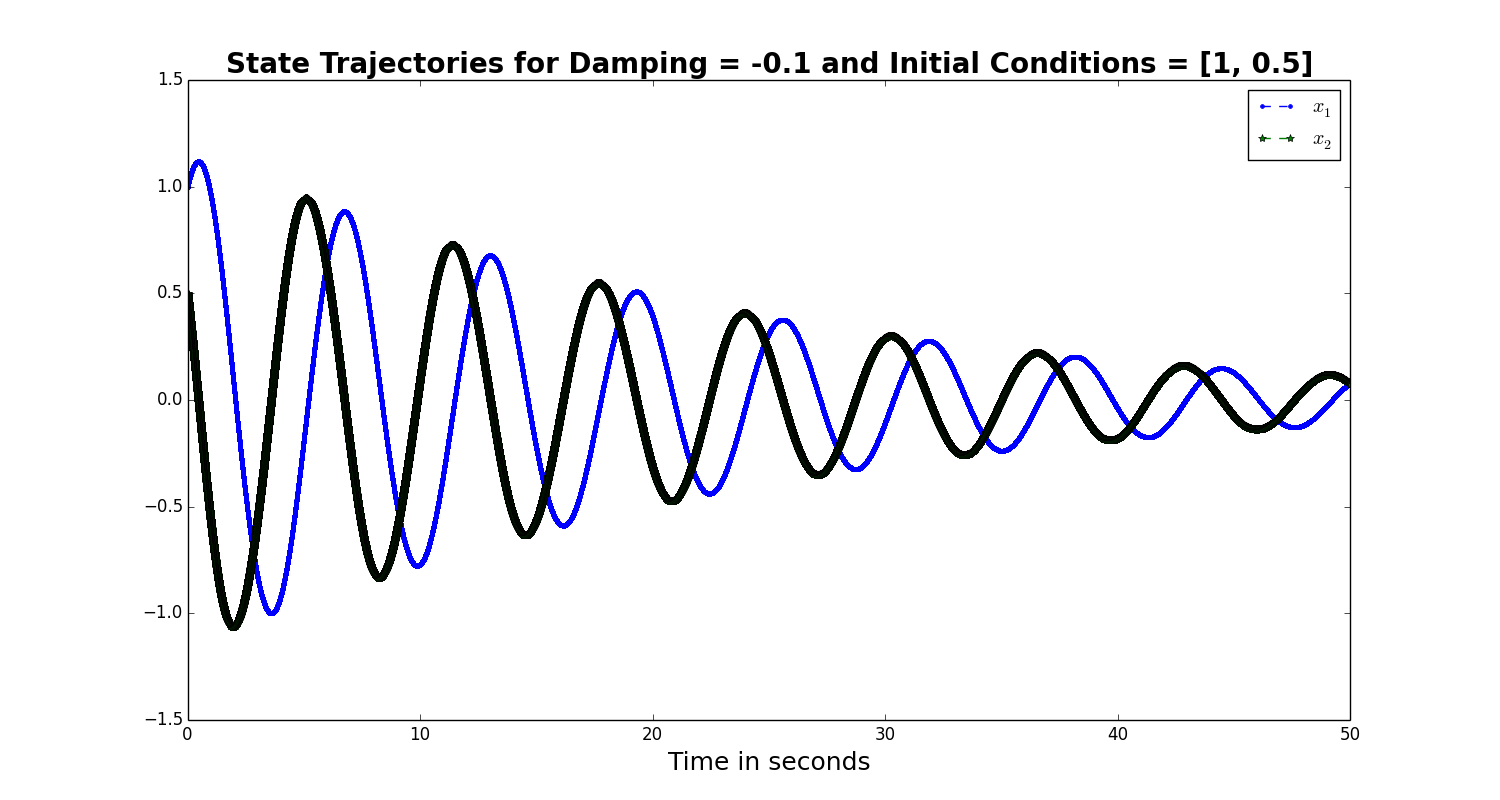 State Trajectories for Damping = -0.1 and Initial Conditions = [1, 0.5]
1.5
1.0
0.5
0.0
−0.5
−1.0
−1.5
x₁
x₂
0 10 20 30 40 50
Time in seconds